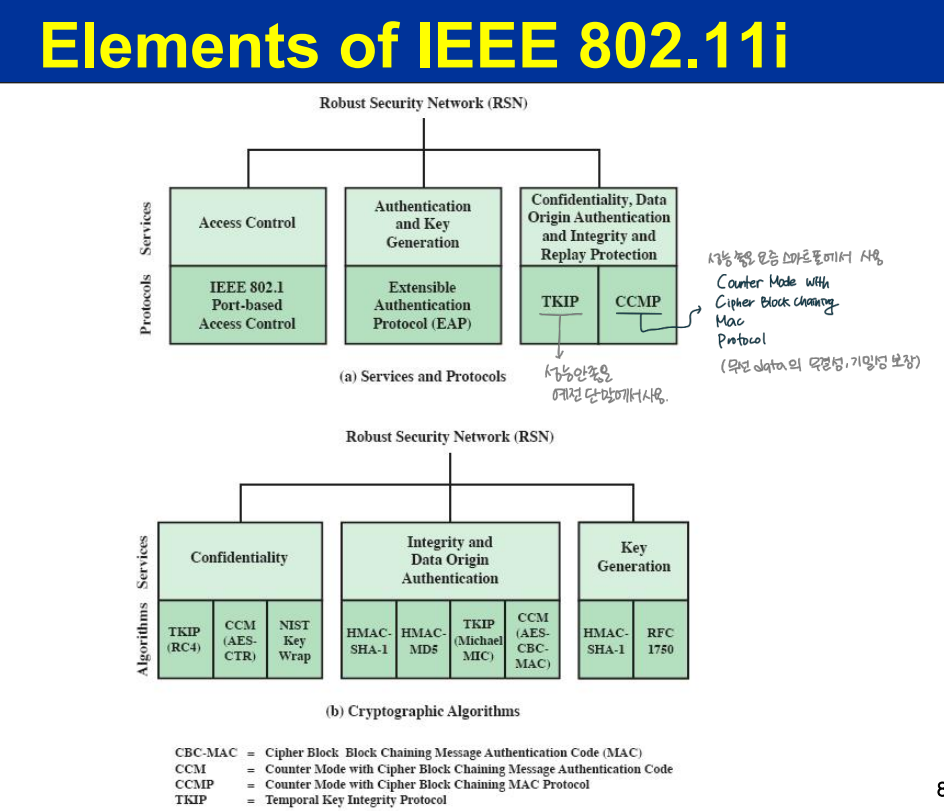 Elements of IEEE 802.11i
Robust Security Network (RSN)
Services
Access Control
Authentication
and Key
Generation
Confidentiality, Data
Origin Authentication
and Integrity and
Replay Protection
Protocols
IEEE 802.1
Port-based
Access Control
Extensible
Authentication
Protocol (EAP)
TKIP
CCMP
성능 좋은 요즘 스마트폰에서 사용
Counter Mode with
Cipher Block Chaining
Mac
Protocol
(무선 data의 무결성, 기밀성 보장)
성능안좋은
예전 단말에서사용.
(a) Services and Protocols
Robust Security Network (RSN)
Services
Confidentiality
Integrity and
Data Origin
Authentication
Key
Generation
Algorithms
TKIP
(RC4)
CCM
(AES-
CTR)
NIST
Key
Wrap
HMAC-
SHA-1
HMAC-
MD5
TKIP
(Michael
MIC)
CCM
(AES-
CBC-
MAC)
HMAC-
SHA-1
RFC
1750
(b) Cryptographic Algorithms
CBC-MAC = Cipher Block Block Chaining Message Authentication Code (MAC)
CCM = Counter Mode with Cipher Block Chaining Message Authentication Code
CCMP = Counter Mode with Cipher Block Chaining MAC Protocol
TKIP = Temporal Key Integrity Protocol
8